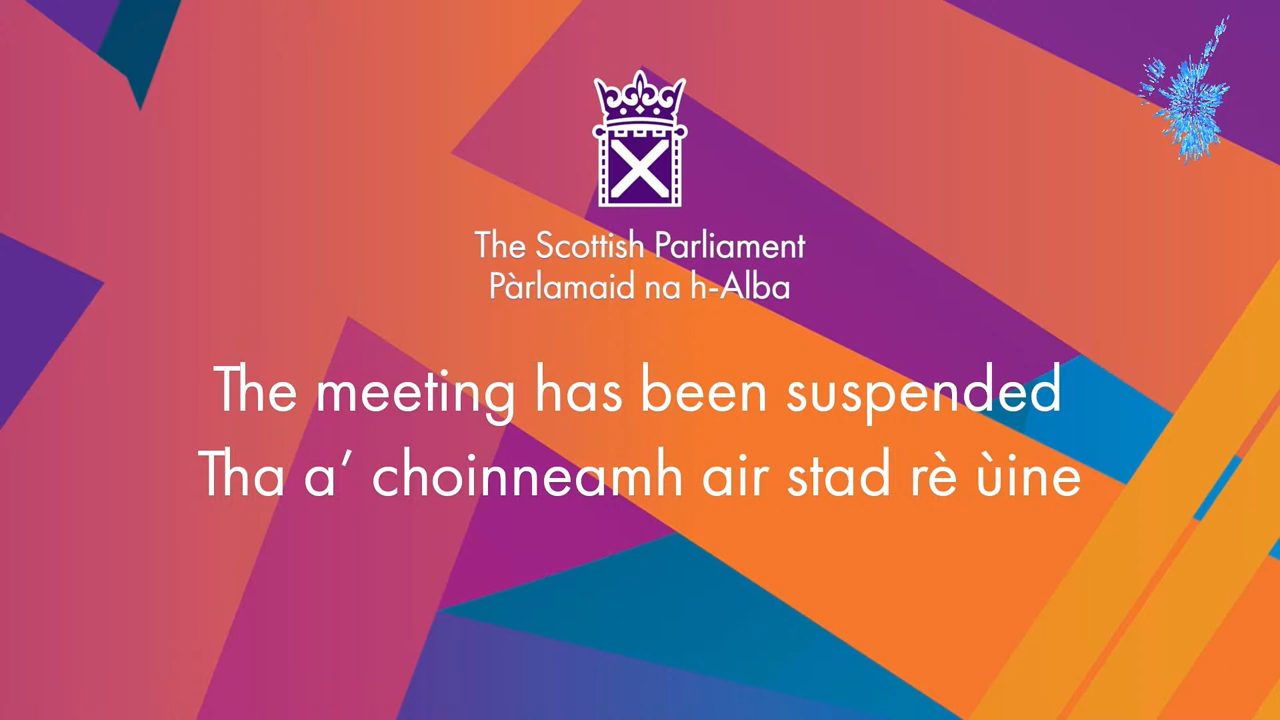 The Scottish Parliament
Pàrlamaid na h-Alba
The meeting has been suspended
Tha a’ choinneamh air stad rè ùine